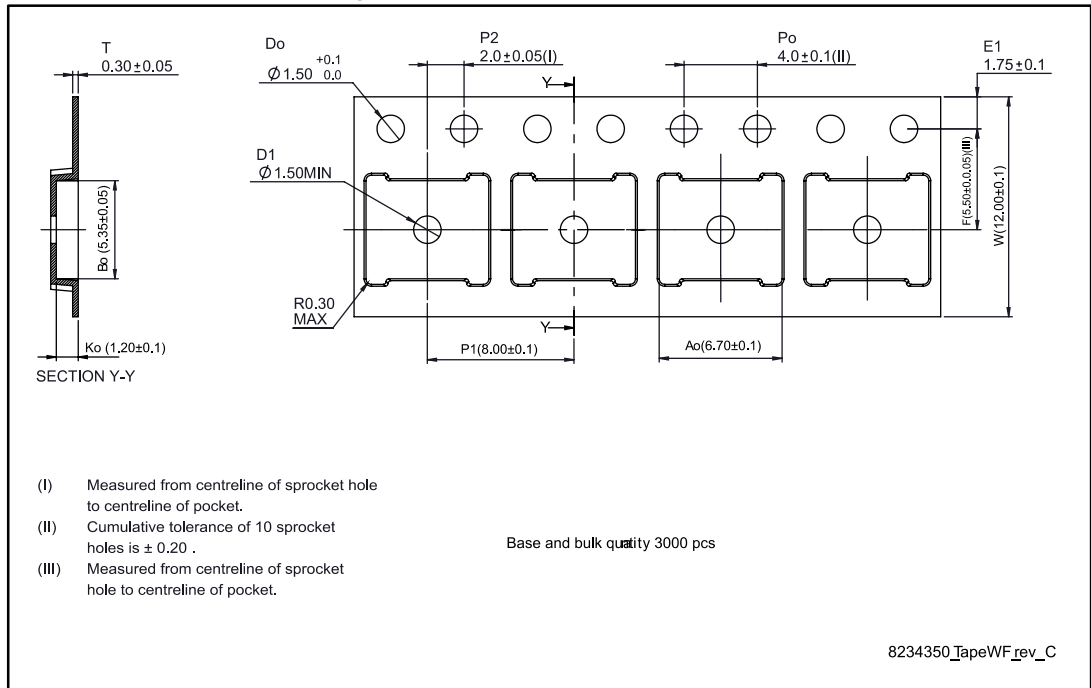 T
0.30±0.05
Do
Ø1.50 +0.1 0.0
P2
2.0±0.05(I)
Po
4.0±0.1(II)
E1
1.75±0.1
Y
D1
Ø1.50MIN
Bo (5.35±0.05)
F(5.50±0.0.05)(III)
W(12.00±0.1)
R0.30
MAX
Y
Ko (1.20±0.1)
P1(8.00±0.1)
Ao(6.70±0.1)
SECTION Y-Y
(I) Measured from centreline of sprocket hole
to centreline of pocket.
(II) Cumulative tolerance of 10 sprocket
holes is ± 0.20 .
(III) Measured from centreline of sprocket
hole to centreline of pocket.
Base and bulk quantity 3000 pcs
8234350_TapeWF_rev_C